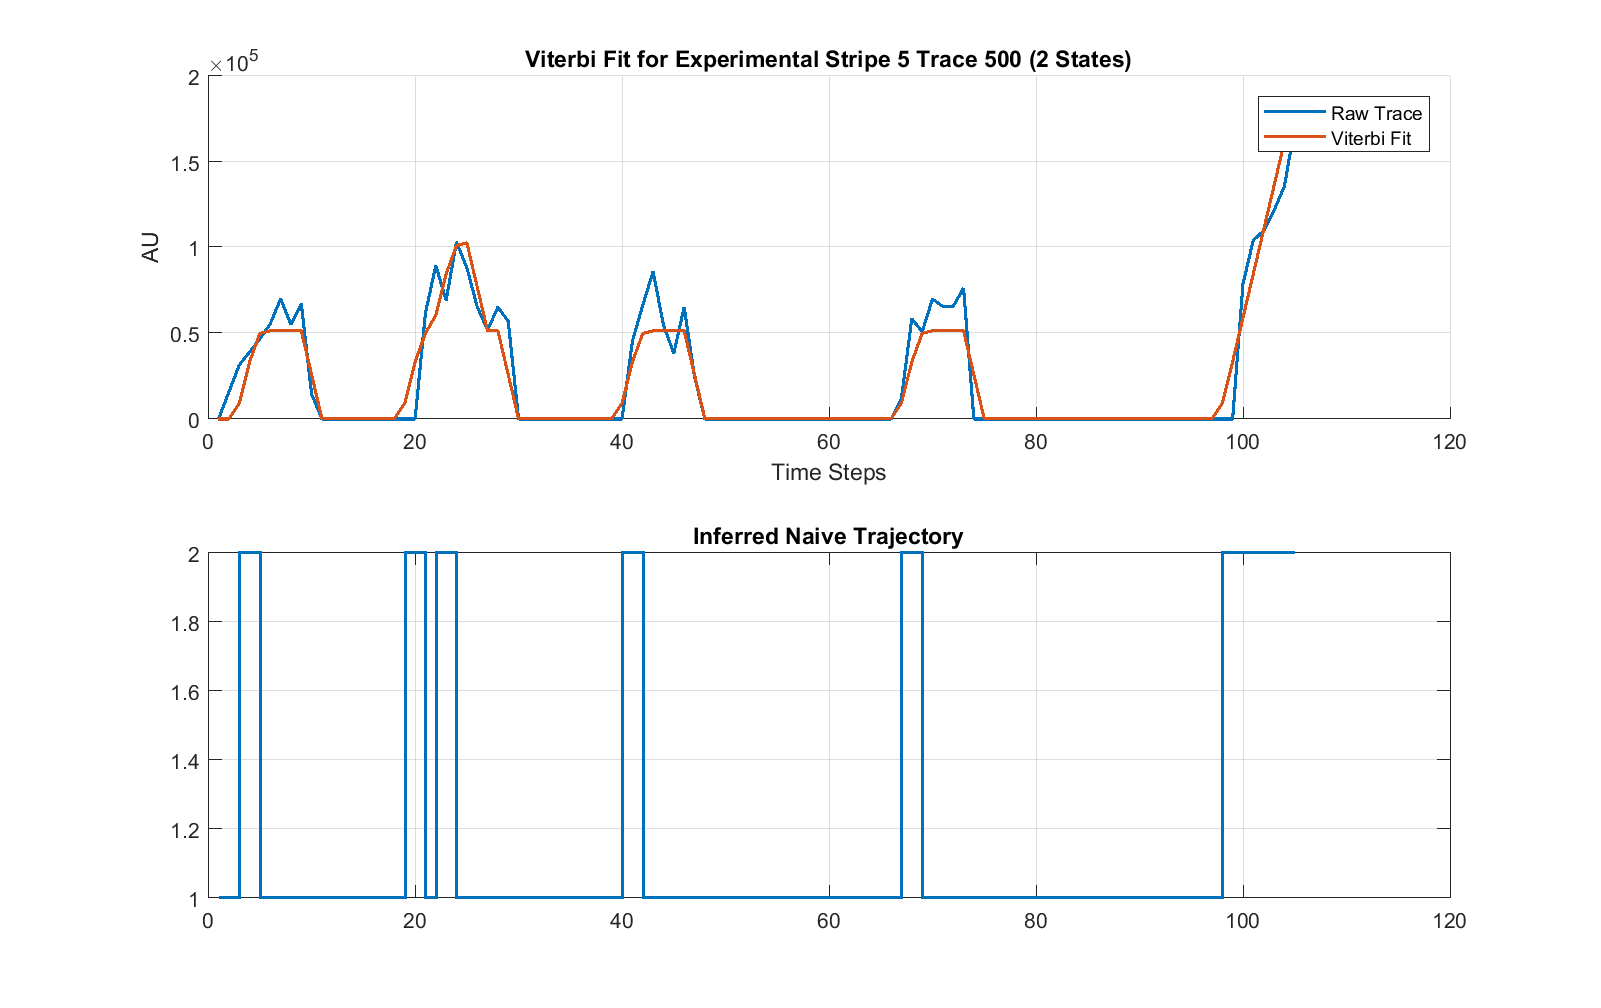 ×10⁵
Viterbi Fit for Experimental Stripe 5 Trace 500 (2 States)
2
1.5
1
0.5
0
AU
Raw Trace
Viterbi Fit
0 20 40 60 80 100 120
Time Steps
Inferred Naive Trajectory
2
1.8
1.6
1.4
1.2
1
0 20 40 60 80 100 120